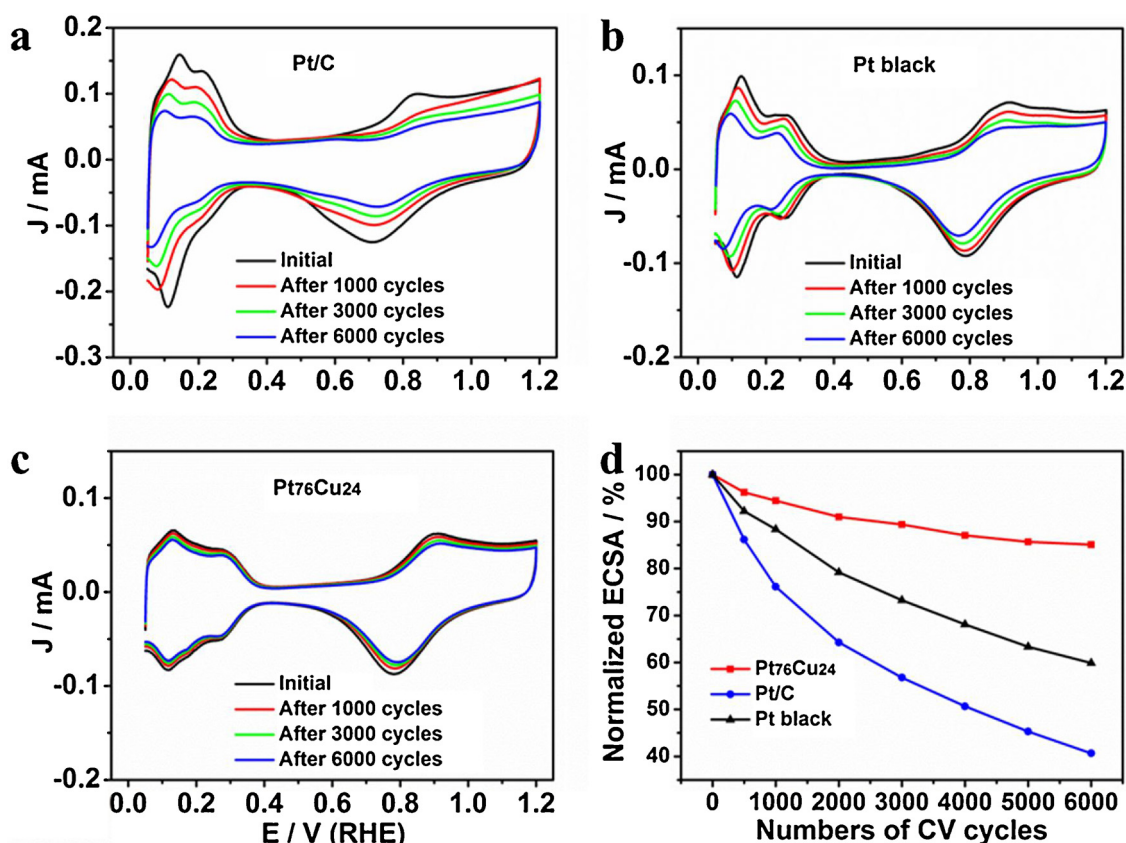 a
Pt/C
0.2
0.1
0.0
-0.1
-0.2
-0.3
J / mA
Initial
After 1000 cycles
After 3000 cycles
After 6000 cycles
0.0 0.2 0.4 0.6 0.8 1.0 1.2
b
Pt black
0.1
0.0
-0.1
-0.2
J / mA
Initial
After 1000 cycles
After 3000 cycles
After 6000 cycles
0.0 0.2 0.4 0.6 0.8 1.0 1.2
c
Pt76Cu24
0.1
0.0
-0.1
-0.2
J / mA
Initial
After 1000 cycles
After 3000 cycles
After 6000 cycles
0.0 0.2 0.4 0.6 0.8 1.0 1.2
E / V (RHE)
d
100
90
80
70
60
50
40
Normalized ECSA / %
Pt76Cu24
Pt/C
Pt black
0 1000 2000 3000 4000 5000 6000
Numbers of CV cycles